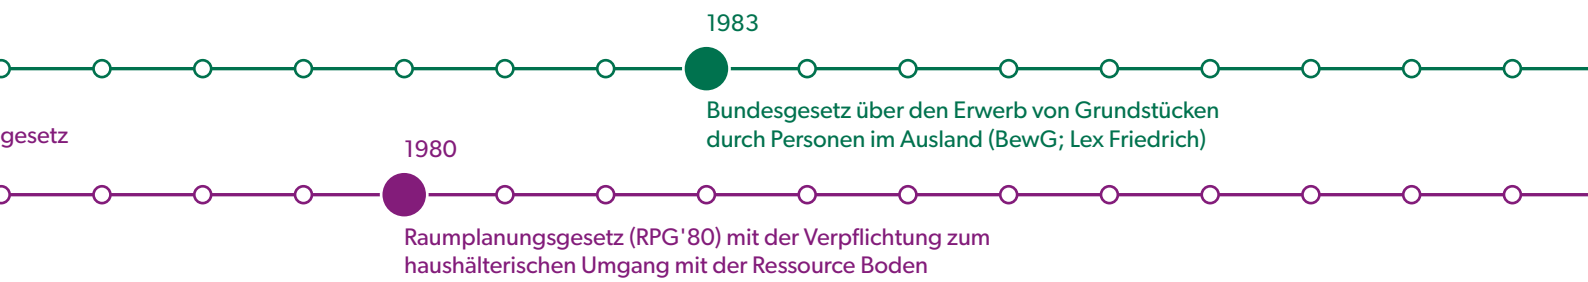 1983
Bundesgesetz über den Erwerb von Grundstücken
durch Personen im Ausland (BewG; Lex Friedrich)
gesetz
1980
Raumplanungsgesetz (RPG'80) mit der Verpflichtung zum
haushälterischen Umgang mit der Ressource Boden